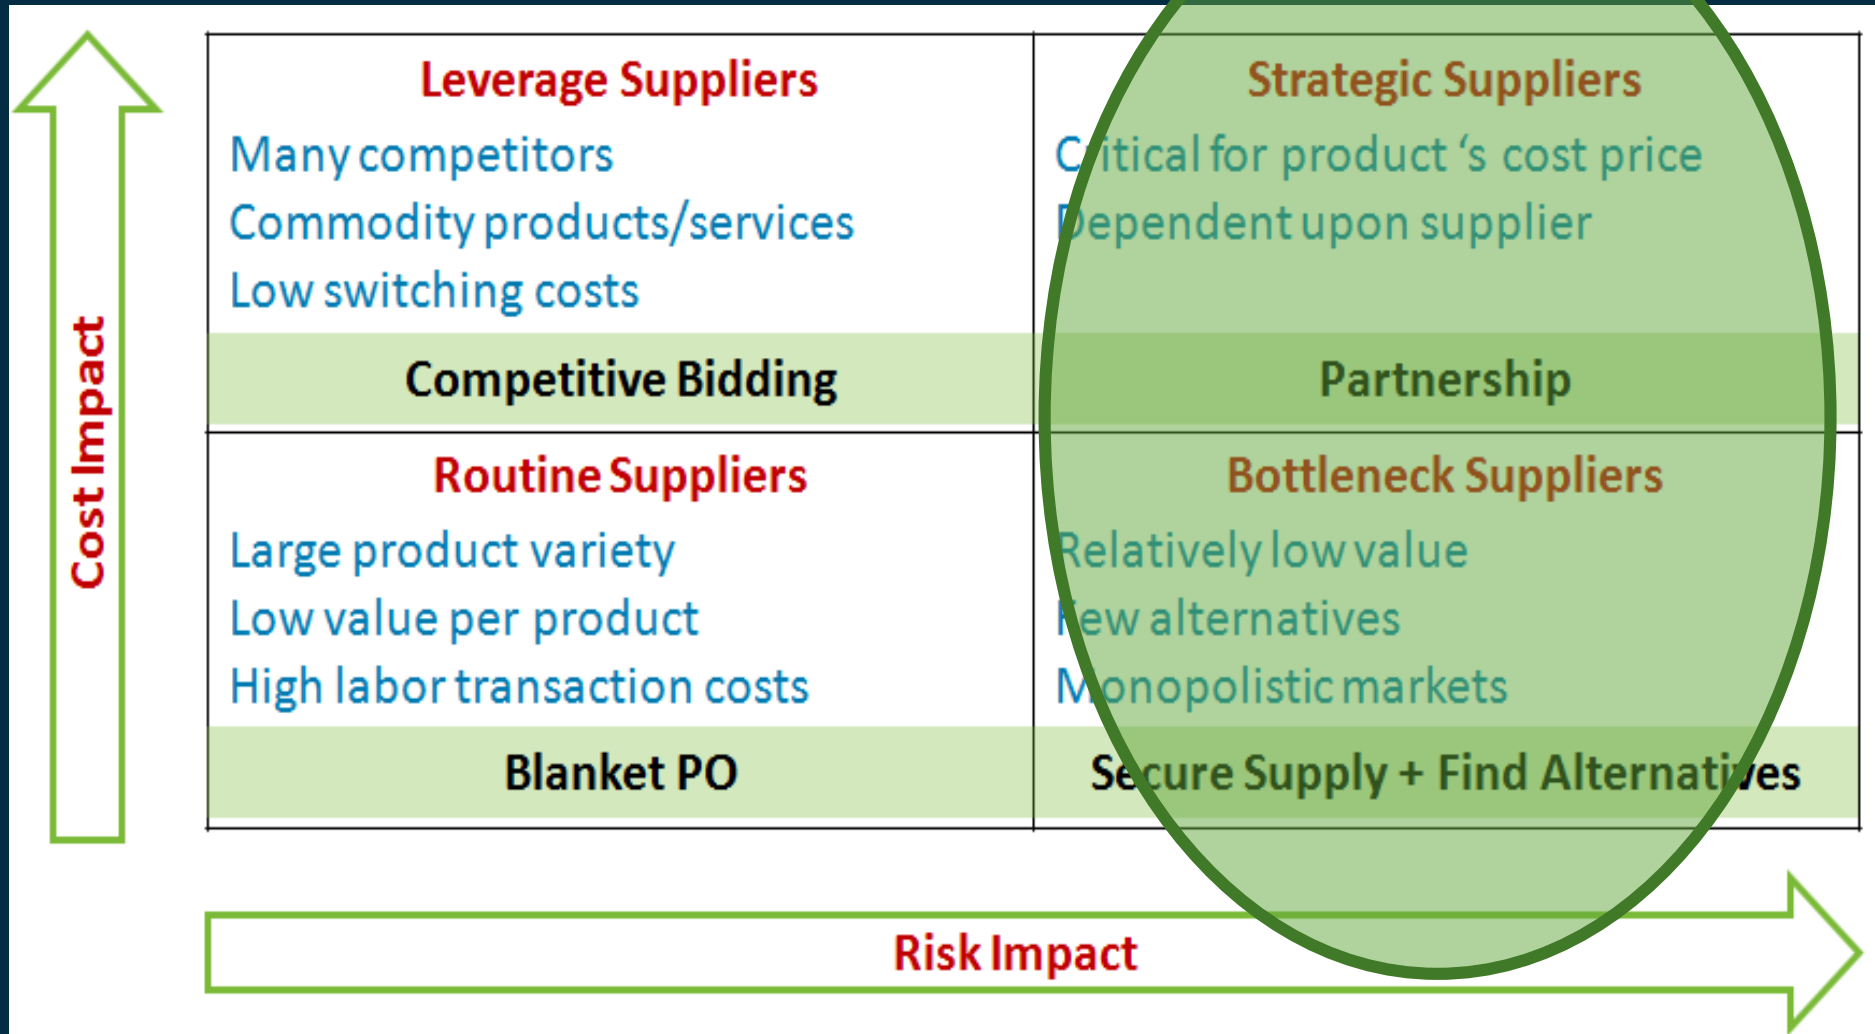 Leverage Suppliers
Many competitors
Commodity products/services
Low switching costs
Competitive Bidding
Strategic Suppliers
Critical for product ‘s cost price
Dependent upon supplier
Partnership
Routine Suppliers
Large product variety
Low value per product
High labor transaction costs
Blanket PO
Bottleneck Suppliers
Relatively low value
Few alternatives
Monopolistic markets
Secure Supply + Find Alternatives
Cost Impact
Risk Impact